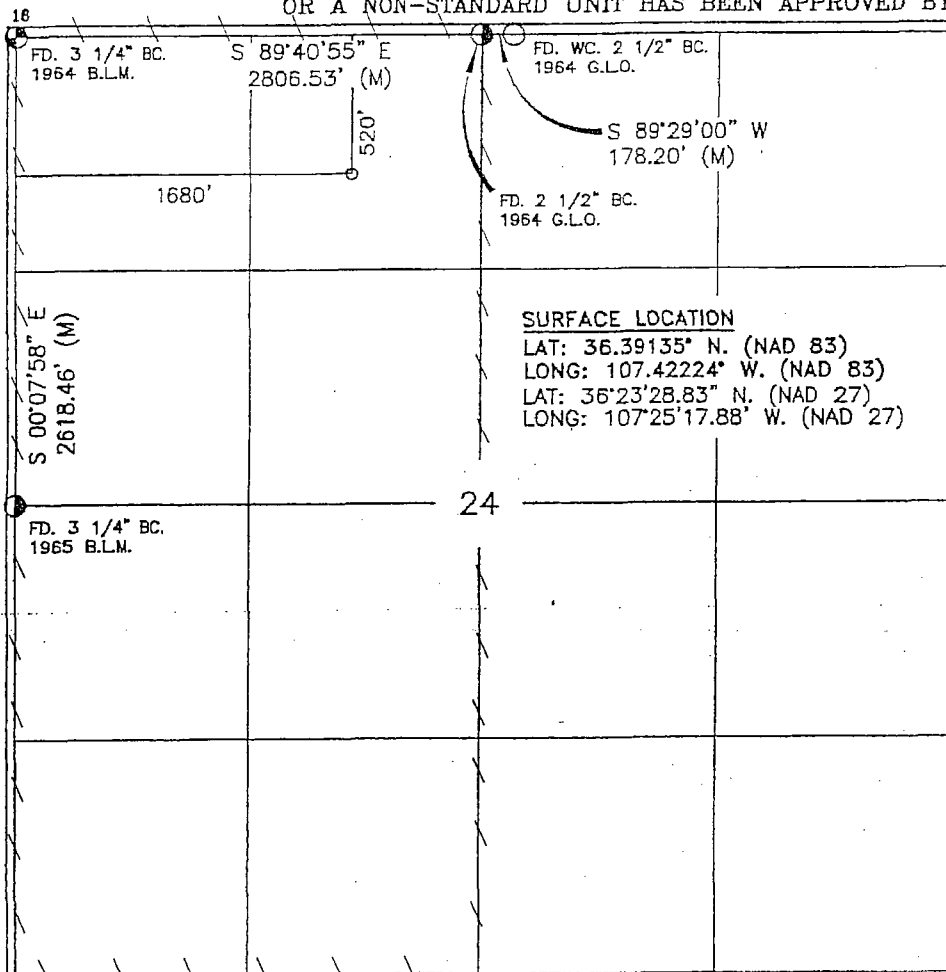 OR A NON-STANDARD UNIT HAS BEEN APPROVED BY
16
FD. 3 1/4" BC.
1964 B.L.M.
S 89°40'55" E
2806.53' (M)
FD. WC. 2 1/2" BC.
1964 G.L.O.
520'
S 89°29'00" W
178.20' (M)
1680'
FD. 2 1/2" BC.
1964 G.L.O.
S 00°07'58" E
2618.46' (M)
SURFACE LOCATION
LAT: 36.39135° N. (NAD 83)
LONG: 107.42224° W. (NAD 83)
LAT: 36°23'28.83" N. (NAD 27)
LONG: 107°25'17.88' W. (NAD 27)
24
FD. 3 1/4" BC.
1965 B.L.M.